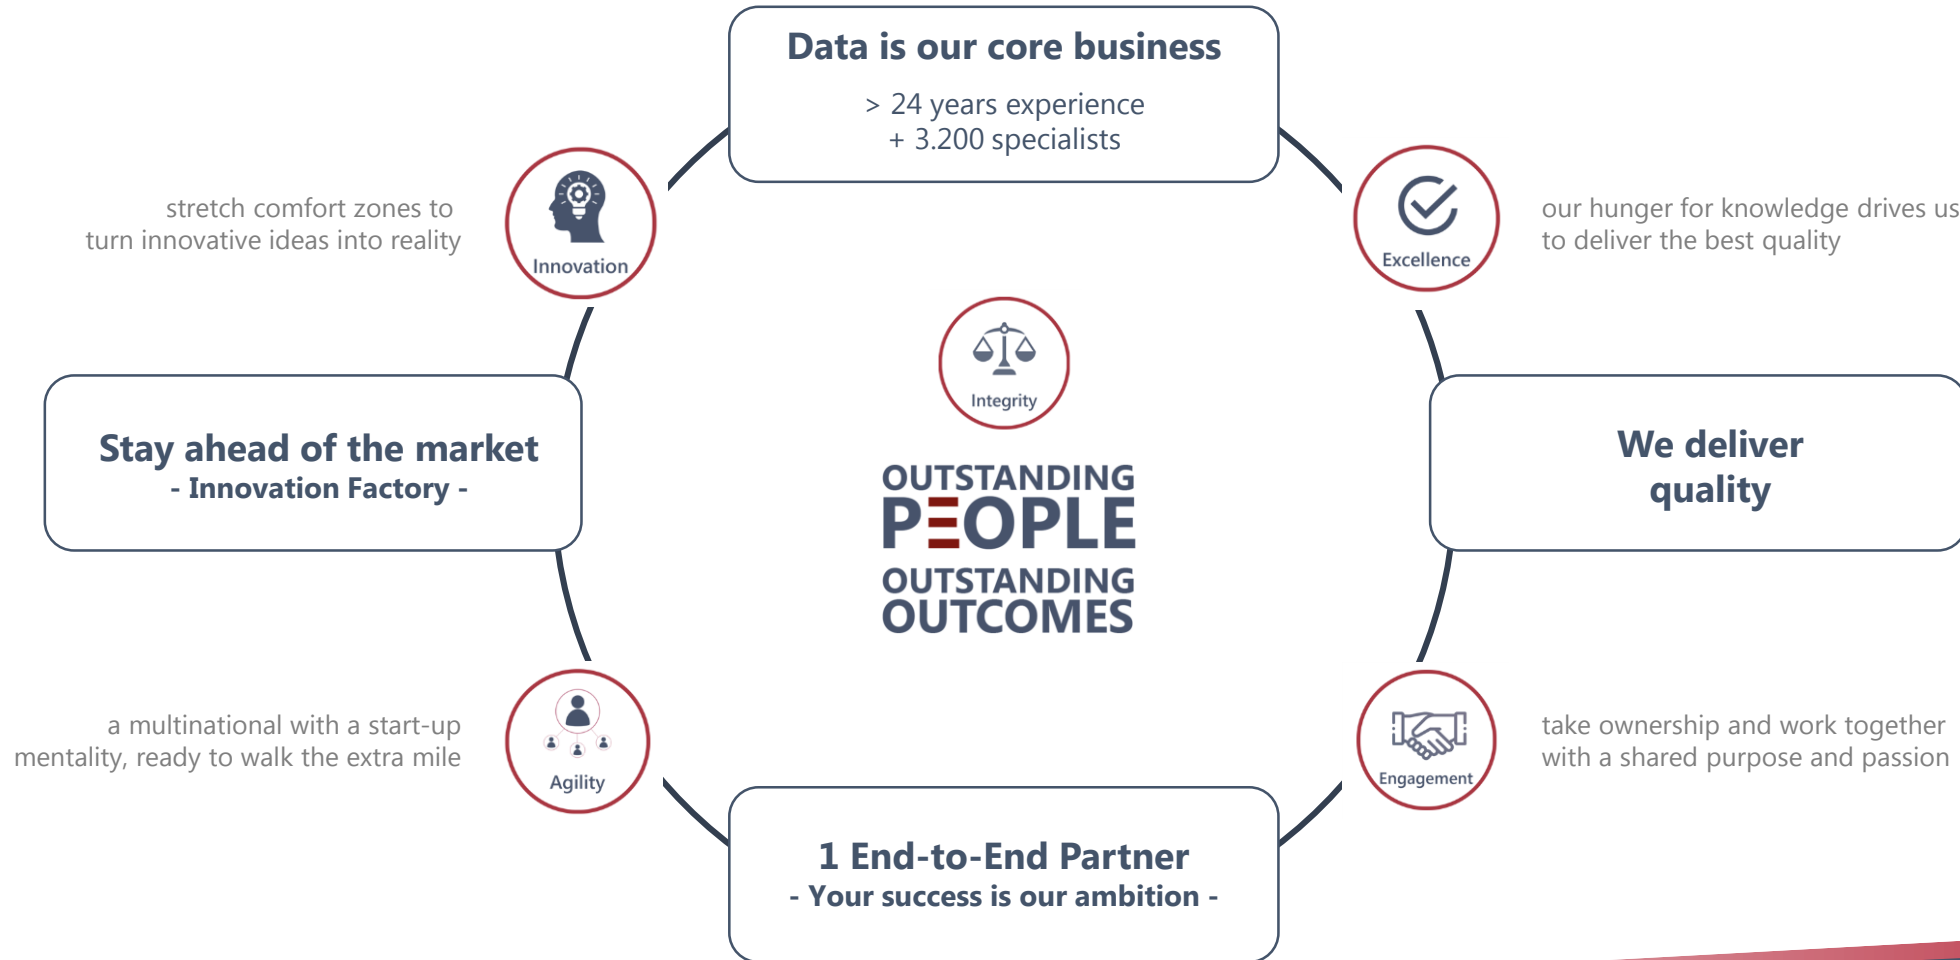 Data is our core business
> 24 years experience
+ 3.200 specialists
stretch comfort zones to
turn innovative ideas into reality
Innovation
Excellence
our hunger for knowledge drives us
to deliver the best quality
Integrity
Stay ahead of the market
- Innovation Factory -
OUTSTANDING
PEOPLE
OUTSTANDING
OUTCOMES
We deliver
quality
a multinational with a start-up
mentality, ready to walk the extra mile
Agility
Engagement
take ownership and work together
with a shared purpose and passion
1 End-to-End Partner
- Your success is our ambition -